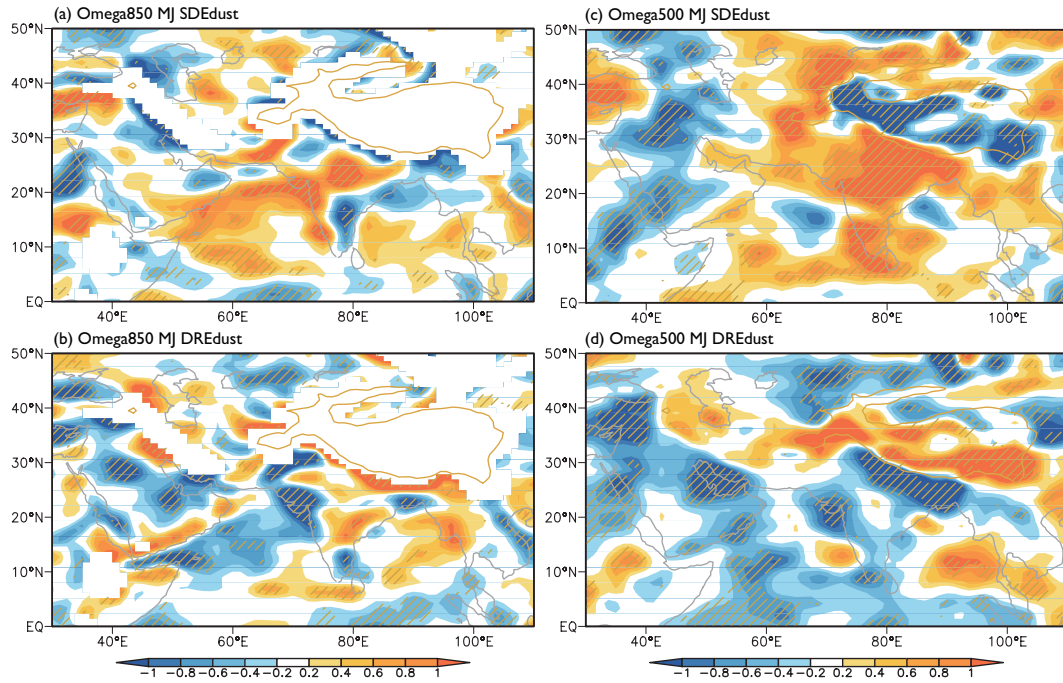 (a) Omega850 MJ SDEdust
50°N
40°N
30°N
20°N
10°N
EQ
40°E 60°E 80°E 100°E
(b) Omega850 MJ DREdust
50°N
40°N
30°N
20°N
10°N
EQ
40°E 60°E 80°E 100°E
-1 -0.8 -0.6 -0.4 -0.2 0.2 0.4 0.6 0.8 1
(c) Omega500 MJ SDEdust
50°N
40°N
30°N
20°N
10°N
EQ
40°E 60°E 80°E 100°E
(d) Omega500 MJ DREdust
50°N
40°N
30°N
20°N
10°N
EQ
40°E 60°E 80°E 100°E
-1 -0.8 -0.6 -0.4 -0.2 0.2 0.4 0.6 0.8 1